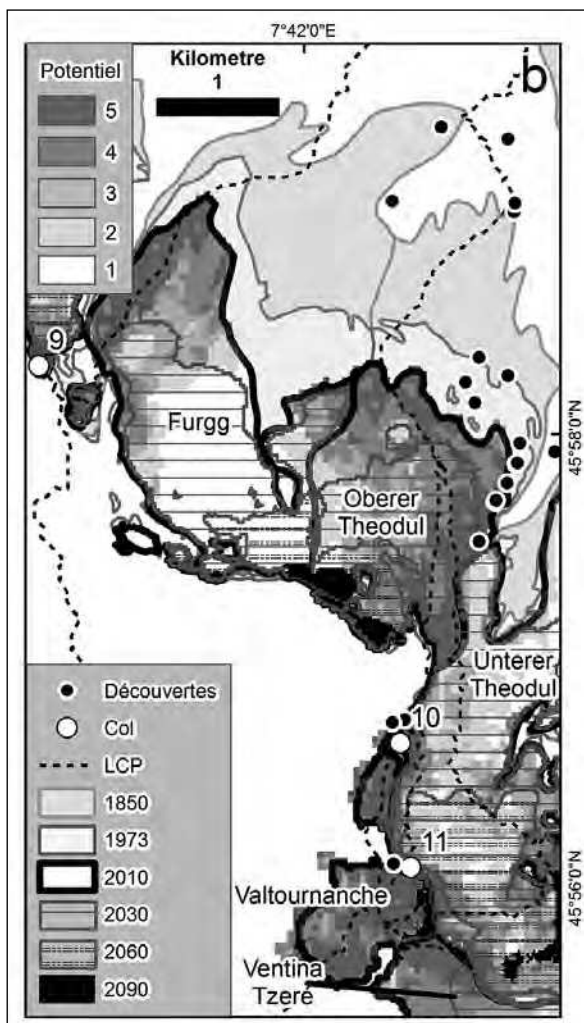 7°42'0"E
Potentiel
5
4
3
2
1
Kilometre
1
b
9
Furgg
45°58'0"N
Oberer
Theodul
Unterer
Theodul
10
11
Valtournanche
45°56'0"N
Ventina
Tzeré
Découvertes
Col
LCP
1850
1973
2010
2030
2060
2090